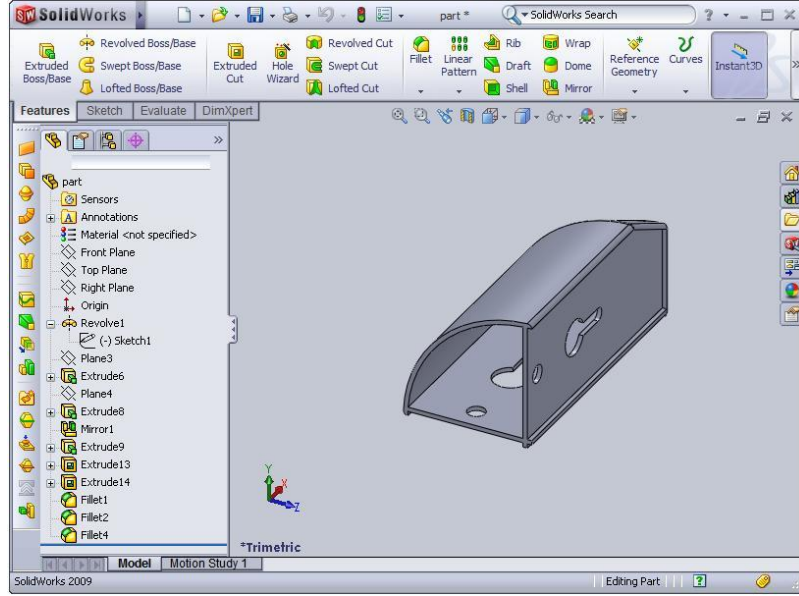 SolidWorks
part *
SolidWorks Search
Extruded Boss/Base
Revolved Boss/Base
Swept Boss/Base
Lofted Boss/Base
Extruded Cut
Hole Wizard
Revolved Cut
Swept Cut
Lofted Cut
Fillet
Linear Pattern
Rib
Draft
Shell
Wrap
Dome
Mirror
Reference Geometry
Curves
Instant3D
Features
Sketch
Evaluate
DimXpert
part
Sensors
Annotations
Material <not specified>
Front Plane
Top Plane
Right Plane
Origin
Revolve1
(-) Sketch1
Plane3
Extrude6
Plane4
Extrude8
Mirror1
Extrude9
Extrude13
Extrude14
Fillet1
Fillet2
Fillet4
Y
X
Z
*Trimetric
Model
Motion Study 1
SolidWorks 2009
Editing Part